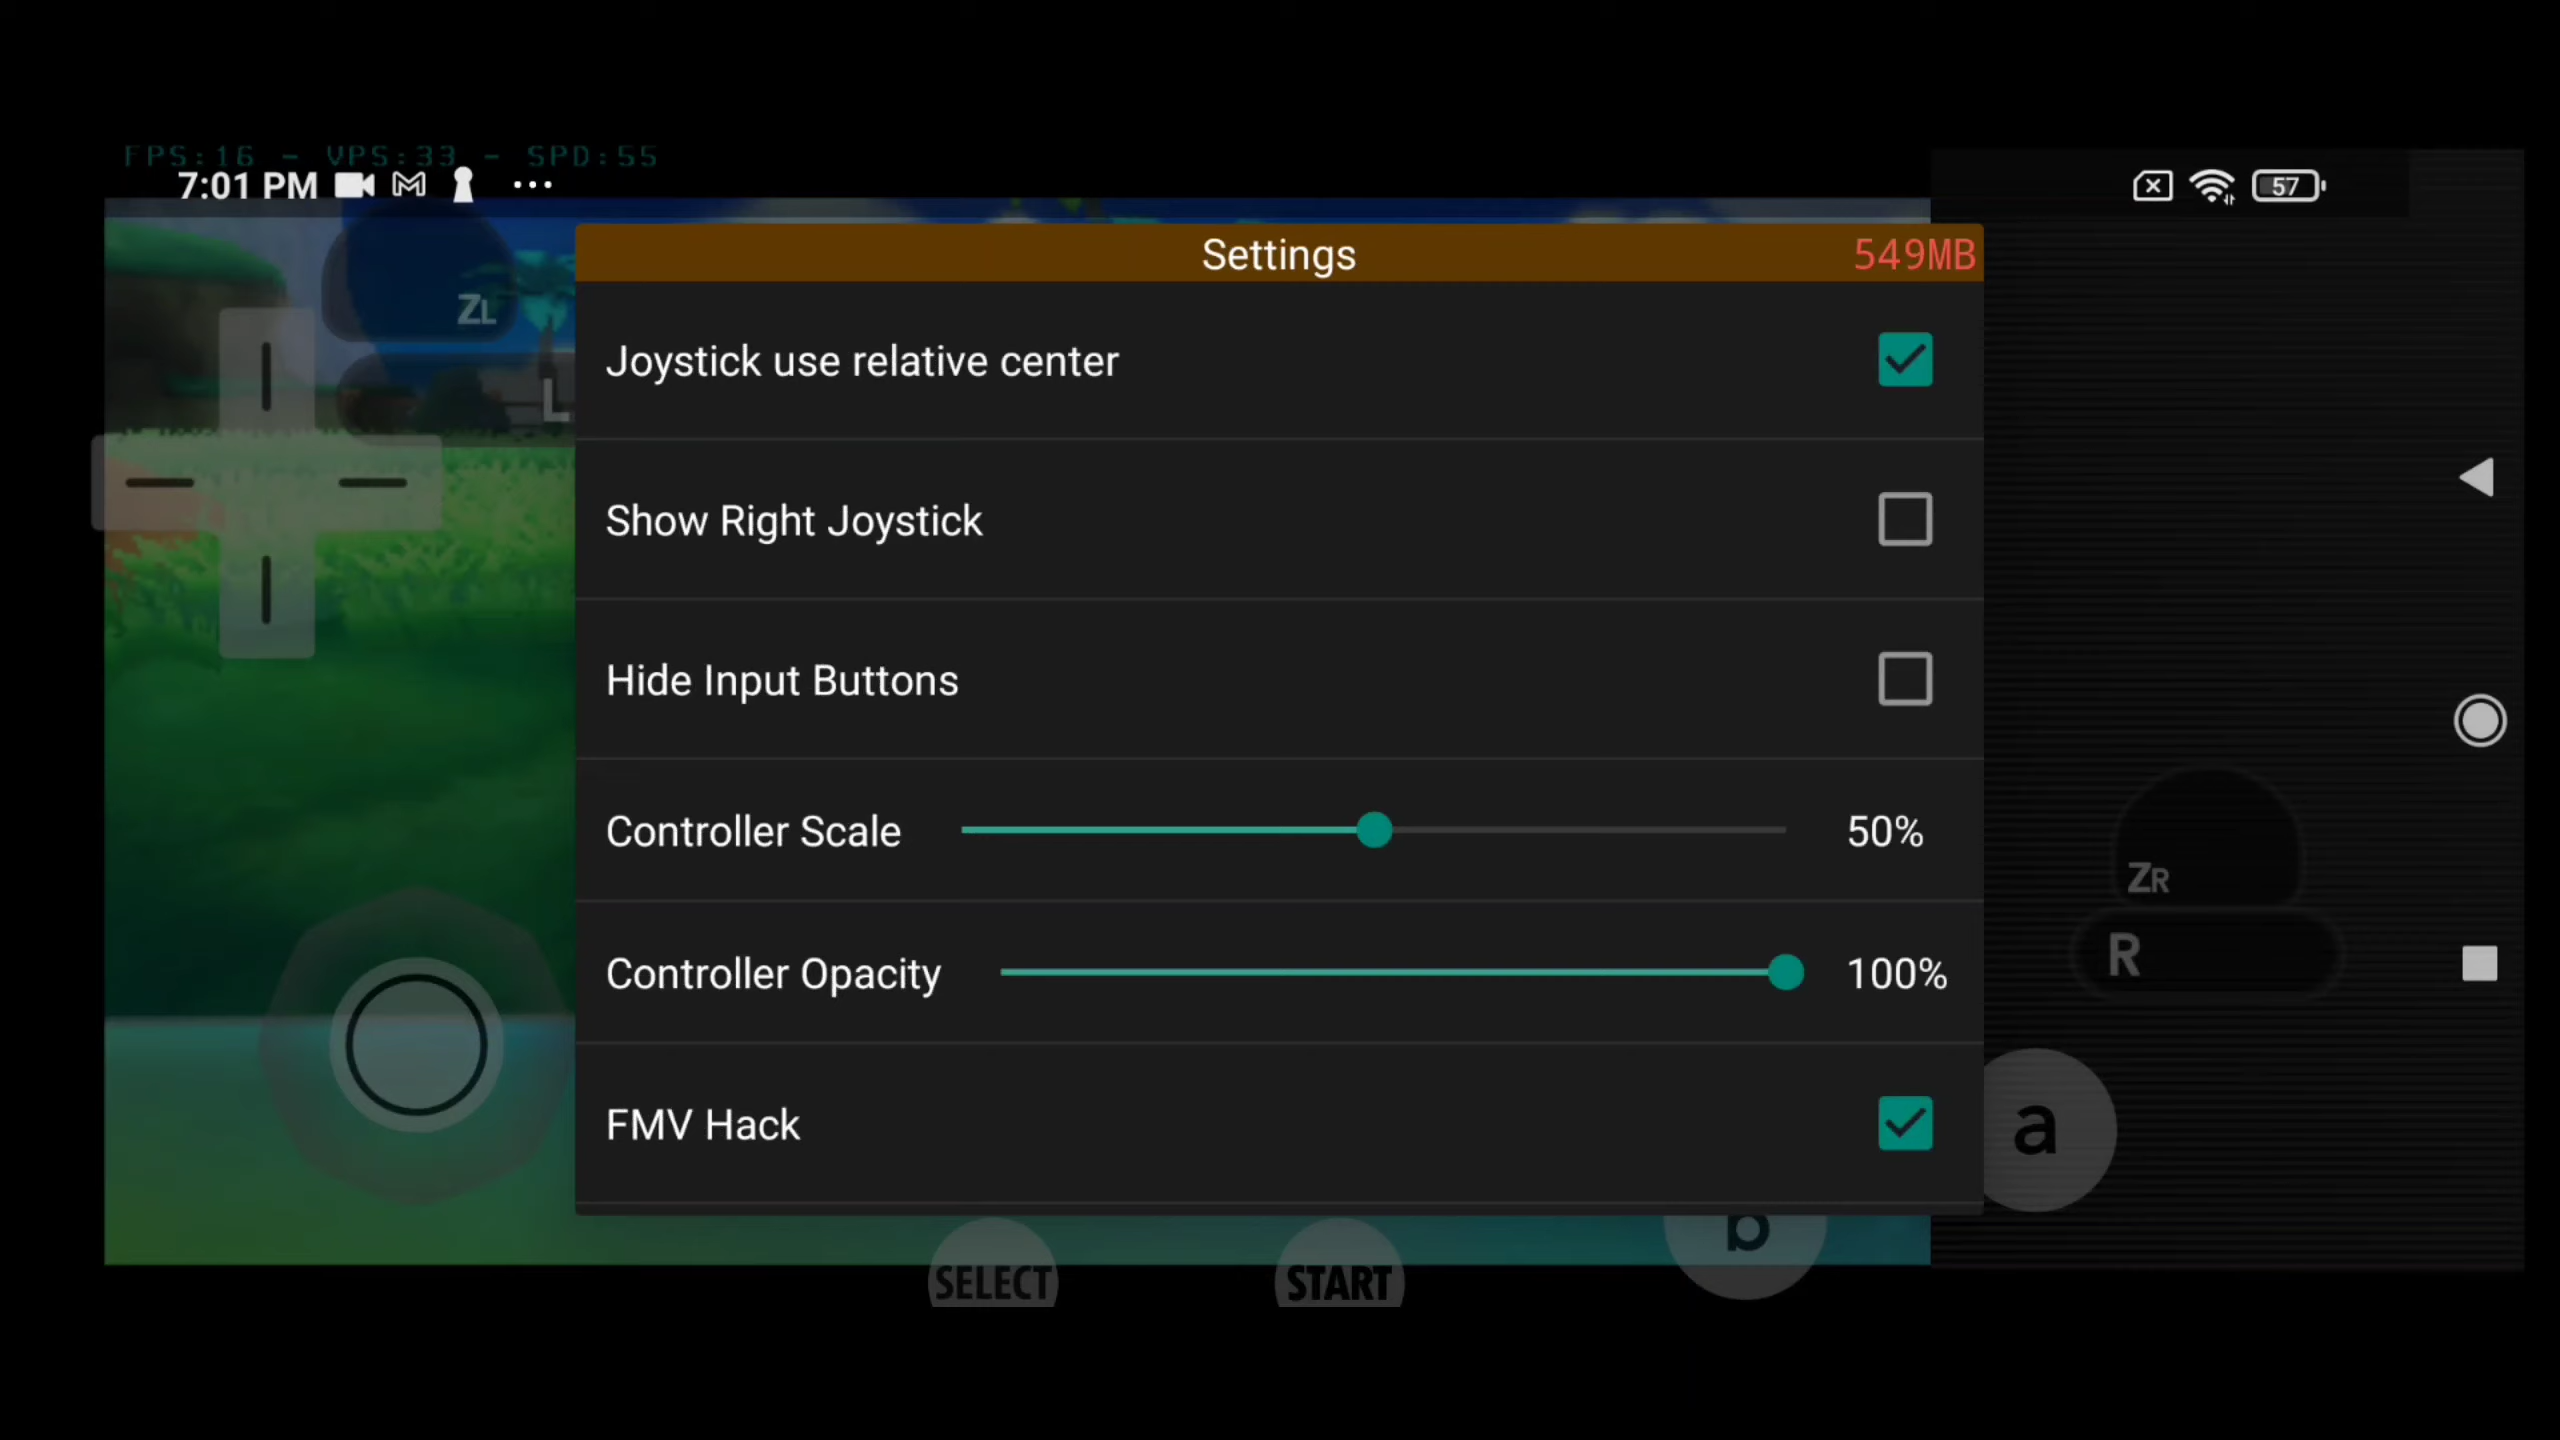 FPS:16 - VPS:33 - SPD:55
7:01 PM
57
Settings
549MB
ZL
L
Joystick use relative center
Show Right Joystick
Hide Input Buttons
Controller Scale 50%
ZR
R
Controller Opacity 100%
FMV Hack
a
b
SELECT
START